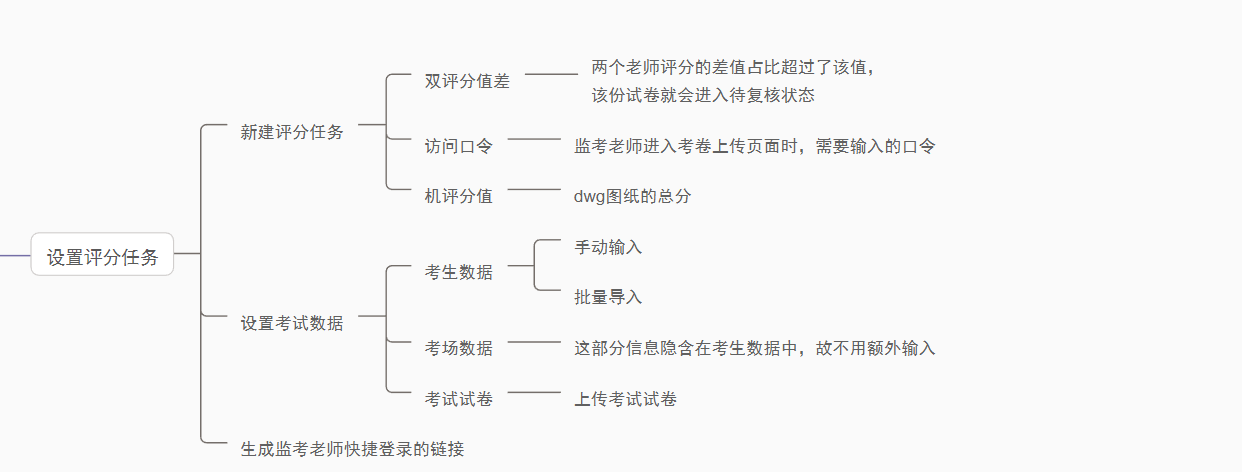 设置评分任务
新建评分任务
双评分值差
两个老师评分的差值占比超过了该值，
该份试卷就会进入待复核状态
访问口令
监考老师进入考卷上传页面时，需要输入的口令
机评分值
dwg图纸的总分
设置考试数据
考生数据
手动输入
批量导入
考场数据
这部分信息隐含在考生数据中，故不用额外输入
考试试卷
上传考试试卷
生成监考老师快捷登录的链接